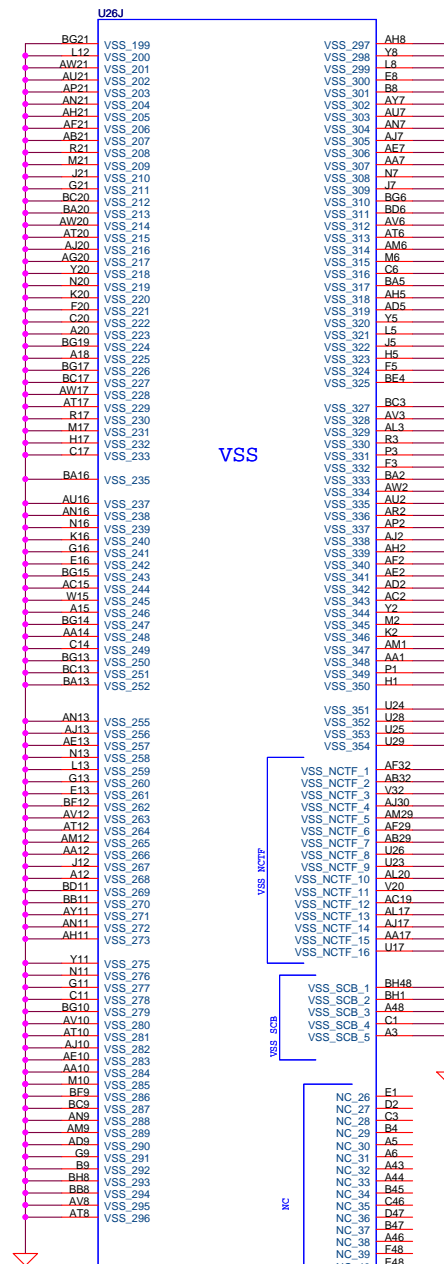 U26J
BG21 VSS_199
L12 VSS_200
AW21 VSS_201
AU21 VSS_202
AP21 VSS_203
AN21 VSS_204
AH21 VSS_205
AF21 VSS_206
AB21 VSS_207
R21 VSS_208
M21 VSS_209
J21 VSS_210
G21 VSS_211
BC20 VSS_212
BA20 VSS_213
AW20 VSS_214
AT20 VSS_215
AJ20 VSS_216
AG20 VSS_217
Y20 VSS_218
N20 VSS_219
K20 VSS_220
F20 VSS_221
C20 VSS_222
A20 VSS_223
BG19 VSS_224
A18 VSS_225
BG17 VSS_226
BC17 VSS_227
AW17 VSS_228
AT17 VSS_229
R17 VSS_230
M17 VSS_231
H17 VSS_232
C17 VSS_233
BA16 VSS_235
AU16 VSS_237
AN16 VSS_238
N16 VSS_239
K16 VSS_240
G16 VSS_241
E16 VSS_242
BG15 VSS_243
AC15 VSS_244
W15 VSS_245
A15 VSS_246
BG14 VSS_247
AA14 VSS_248
C14 VSS_249
BG13 VSS_250
BC13 VSS_251
BA13 VSS_252
AN13 VSS_255
AJ13 VSS_256
AE13 VSS_257
N13 VSS_258
L13 VSS_259
G13 VSS_260
E13 VSS_261
BF12 VSS_262
AV12 VSS_263
AT12 VSS_264
AM12 VSS_265
AA12 VSS_266
J12 VSS_267
A12 VSS_268
BD11 VSS_269
BB11 VSS_270
AY11 VSS_271
AN11 VSS_272
AH11 VSS_273
Y11 VSS_275
N11 VSS_276
G11 VSS_277
C11 VSS_278
BG10 VSS_279
AV10 VSS_280
AT10 VSS_281
AJ10 VSS_282
AE10 VSS_283
AA10 VSS_284
M10 VSS_285
BF9 VSS_286
BC9 VSS_287
AN9 VSS_288
AM9 VSS_289
AD9 VSS_290
G9 VSS_291
B9 VSS_292
BH8 VSS_293
BB8 VSS_294
AV8 VSS_295
AT8 VSS_296
VSS
VSS_297 AH8
VSS_298 Y8
VSS_299 L8
VSS_300 E8
VSS_301 B8
VSS_302 AY7
VSS_303 AU7
VSS_304 AN7
VSS_305 AJ7
VSS_306 AE7
VSS_307 AA7
VSS_308 N7
VSS_309 J7
VSS_310 BG6
VSS_311 BD6
VSS_312 AV6
VSS_313 AT6
VSS_314 AM6
VSS_315 M6
VSS_316 C6
VSS_317 BA5
VSS_318 AH5
VSS_319 AD5
VSS_320 Y5
VSS_321 L5
VSS_322 J5
VSS_323 H5
VSS_324 F5
VSS_325 BE4
VSS_327 BC3
VSS_328 AV3
VSS_329 AL3
VSS_330 R3
VSS_331 P3
VSS_332 F3
VSS_333 BA2
VSS_334 AW2
VSS_335 AU2
VSS_336 AR2
VSS_337 AP2
VSS_338 AJ2
VSS_339 AH2
VSS_340 AF2
VSS_341 AE2
VSS_342 AD2
VSS_343 AC2
VSS_344 Y2
VSS_345 M2
VSS_346 K2
VSS_347 AM1
VSS_348 AA1
VSS_349 P1
VSS_350 H1
VSS_351 U24
VSS_352 U28
VSS_353 U25
VSS_354 U29
VSS NCTF
VSS_NCTF_1 AF32
VSS_NCTF_2 AB32
VSS_NCTF_3 V32
VSS_NCTF_4 AJ30
VSS_NCTF_5 AM29
VSS_NCTF_6 AF29
VSS_NCTF_7 AB29
VSS_NCTF_8 U26
VSS_NCTF_9 U23
VSS_NCTF_10 AL20
VSS_NCTF_11 V20
VSS_NCTF_12 AC19
VSS_NCTF_13 AL17
VSS_NCTF_14 AJ17
VSS_NCTF_15 AA17
VSS_NCTF_16 U17
VSS SCB
VSS_SCB_1 BH48
VSS_SCB_2 BH1
VSS_SCB_3 A48
VSS_SCB_4 C1
VSS_SCB_5 A3
NC
NC_26 E1
NC_27 D2
NC_28 C3
NC_29 B4
NC_30 A5
NC_31 A6
NC_32 A43
NC_33 A44
NC_34 B45
NC_35 C46
NC_36 D47
NC_37 B47
NC_38 A46
NC_39 F48
E48